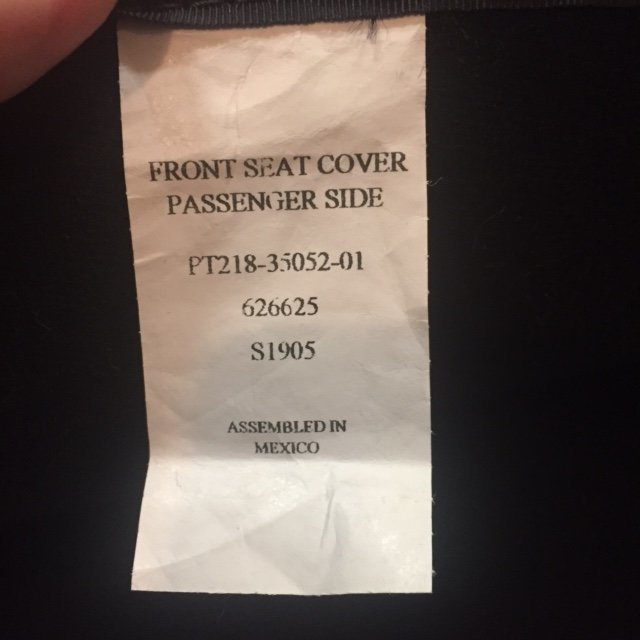 FRONT SEAT COVER
PASSENGER SIDE
PT218-35052-01
626625
S1905
ASSEMBLED IN
MEXICO